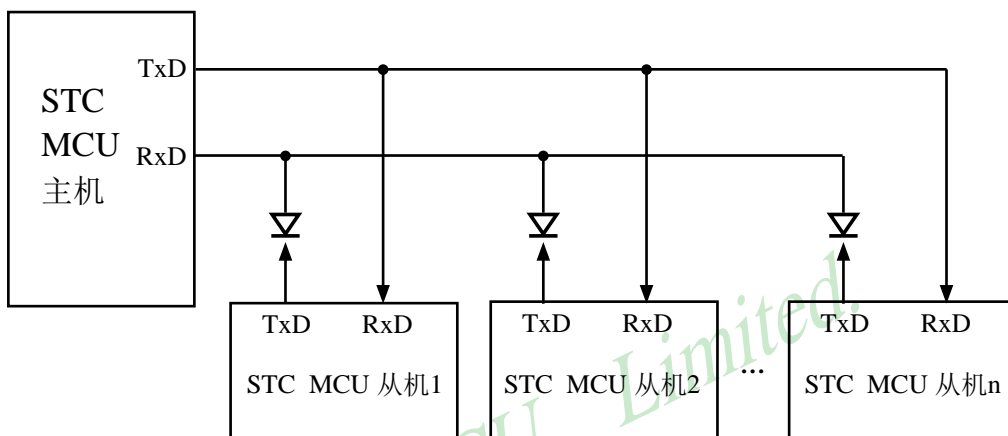 TxD
STC
MCU
主机
RxD
TxD RxD
STC MCU 从机1
TxD RxD
STC MCU 从机2
...
TxD RxD
STC MCU 从机n
MCU Limited.